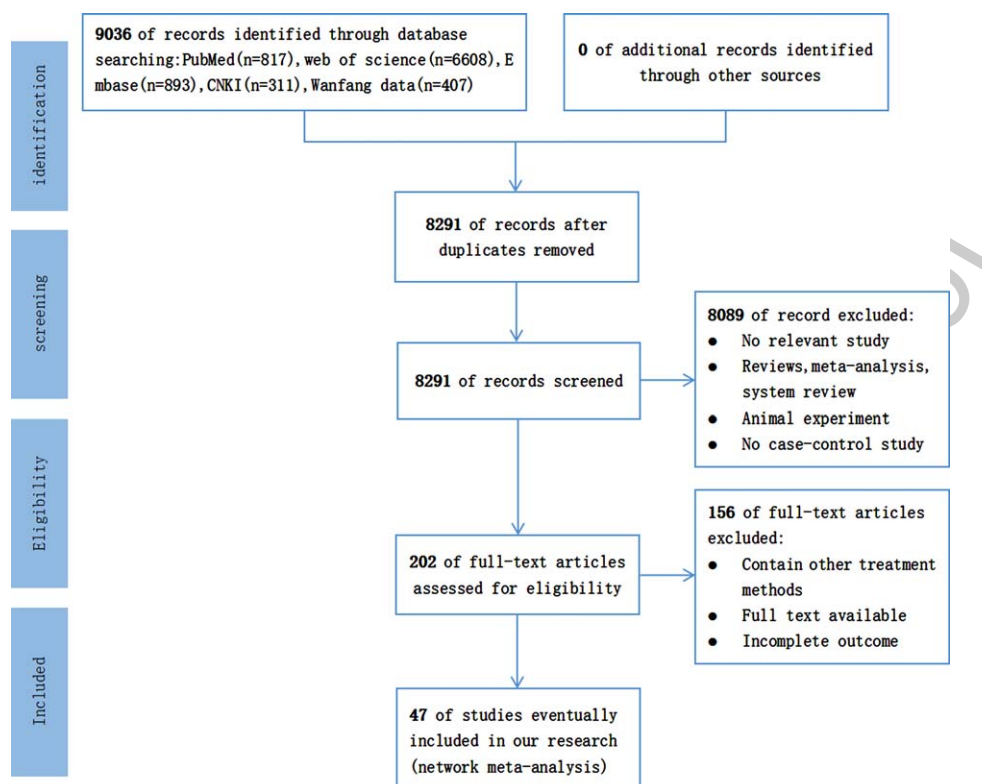 identification
9036 of records identified through database
searching:PubMed(n=817),web of science(n=6608),E
mbase(n=893),CNKI(n=311),Wanfang data(n=407)
0 of additional records identified
through other sources
screening
8291 of records after
duplicates removed
8291 of records screened
8089 of record excluded:
● No relevant study
● Reviews,meta-analysis,
system review
● Animal experiment
● No case-control study
Eligibility
202 of full-text articles
assessed for eligibility
156 of full-text articles
excluded:
● Contain other treatment
methods
● Full text available
● Incomplete outcome
Included
47 of studies eventually
included in our research
(network meta-analysis)